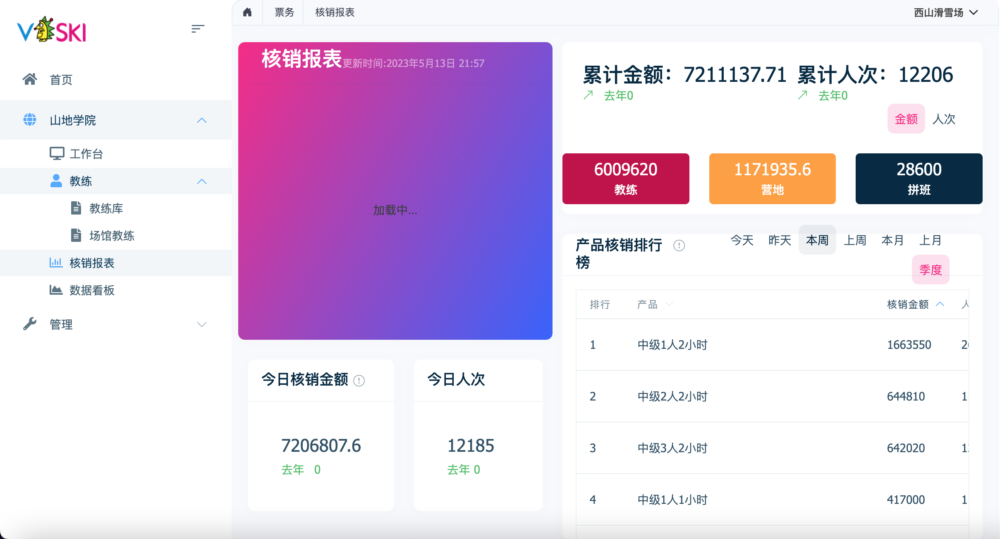 V SKI
首页
山地学院
工作台
教练
教练库
场馆教练
核销报表
数据看板
管理
票务
核销报表
西山滑雪场
核销报表更新时间:2023年5月13日 21:57
加载中...
今日核销金额
7206807.6
去年 0
今日人次
12185
去年 0
累计金额：7211137.71
去年0
累计人次：12206
去年0
金额 人次
6009620
教练
1171935.6
营地
28600
拼班
产品核销排行
榜
今天 昨天 本周 上周 本月 上月
季度
排行 产品 核销金额 人
1 中级1人2小时 1663550
2 中级2人2小时 644810 1
3 中级3人2小时 642020
4 中级1人1小时 417000 1